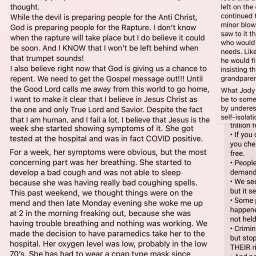 thought.
While the devil is preparing people for the Anti Christ,
God is preparing people for the Rapture. I don't know
when the rapture will take place but I do believe it could
be soon. And I KNOW that I won't be left behind when
that trumpet sounds!
I also believe right now that God is giving us a chance to
repent. We need to get the Gospel message out!!! Until
the Good Lord calls me away from this world to go home,
I want to make it clear that I believe in Jesus Christ as
the one and only True Lord and Savior. Despite the fact
that I am human, and I fail a lot. I believe that Jesus is the
week she started showing symptoms of it. She got
tested at the hospital and was in fact COVID positive.
For a week, her symptoms were obvious, but the most
concerning part was her breathing. She started to
develop a bad cough and was not able to sleep
because she was having really bad coughing spells.
This past weekend, we thought things were on the
mend and then late Monday evening she woke me up
at 2 in the morning freaking out, because she was
having trouble breathing and nothing was working. We
made the decision to have paramedics take her to the
hospital. Her oxygen level was low, probably in the low
70's. She has had to wear a cpap type mask since
left on the
continued
minor blow
saw to it th
who would
needs. Like
he would fi
insisting th
grandparen
What Jody
be to some
by underes
self-isolatio
• If you
you che
free.
• People
demand
• We se
but it se
• Some
happene
not held
• Crimin
but sto
THEIR